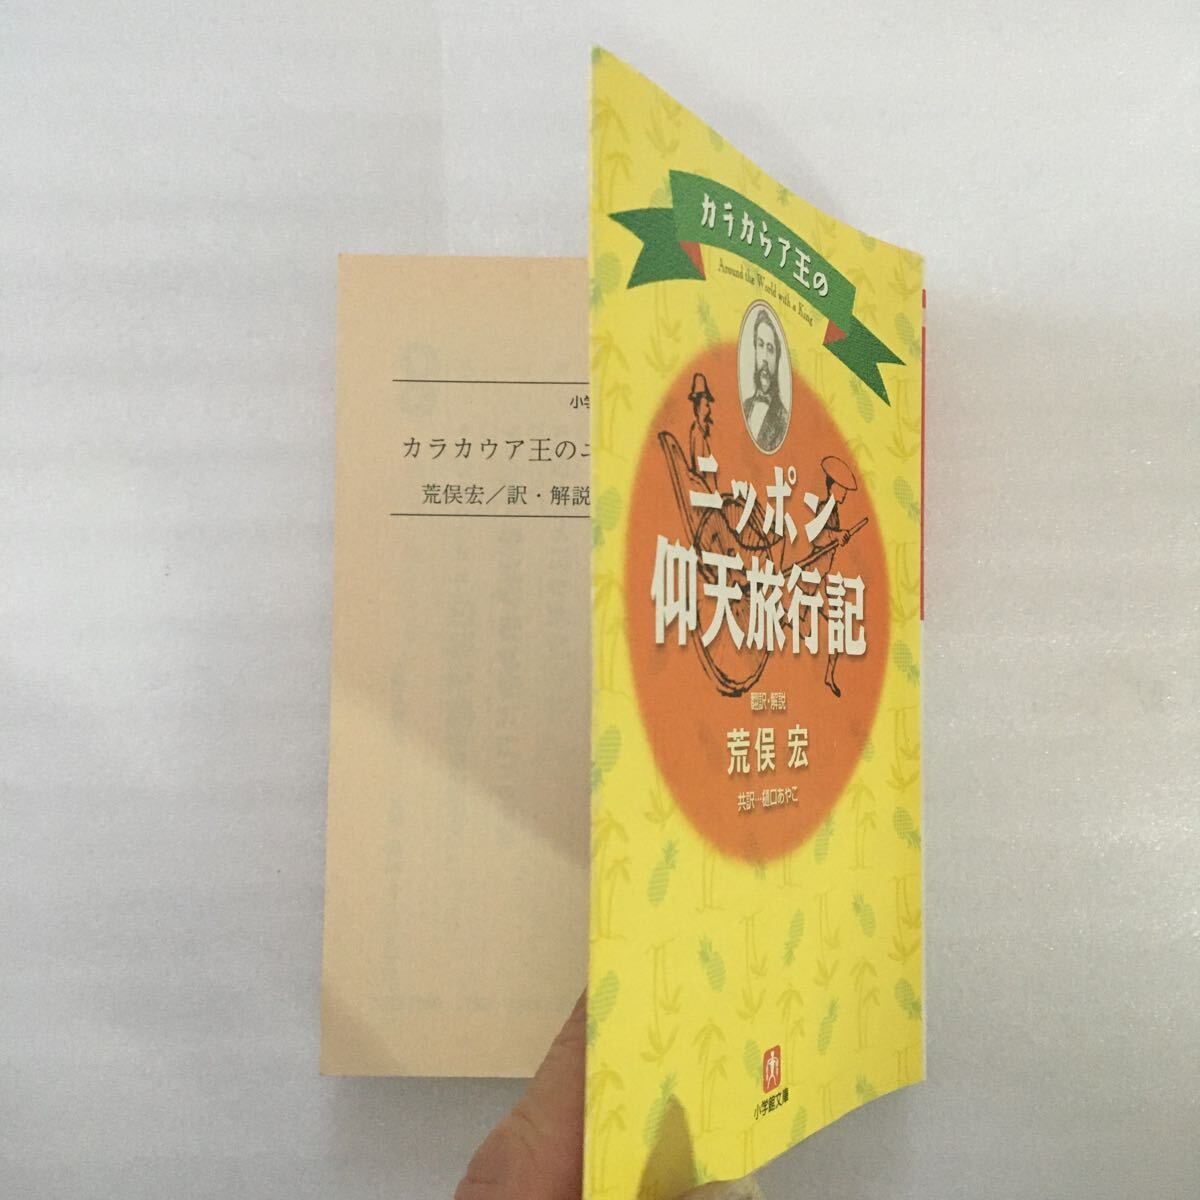 カラカウア王の
Around the World with a King
ニッポン
仰天旅行記
翻訳・解説
荒俣 宏
共訳…樋口あやこ
小学館文庫
小学
カラカウア王のニ
荒俣宏／訳・解説